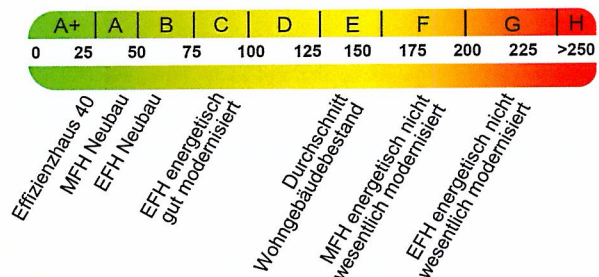 A+ A B C D E F G H
0 25 50 75 100 125 150 175 200 225 >250
Effizienzhaus 40
MFH Neubau
EFH Neubau
EFH energetisch
gut modernisiert
Durchschnitt
Wohngebäudebestand
MFH energetisch nicht
wesentlich modernisiert
EFH energetisch nicht
wesentlich modernisiert